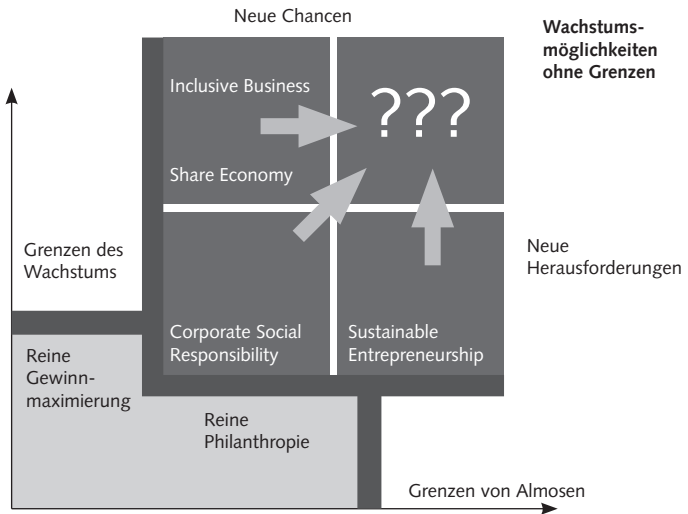 Neue Chancen
Wachstums-
möglichkeiten
ohne Grenzen
Inclusive Business
???
Share Economy
Grenzen des
Wachstums
Neue
Herausforderungen
Corporate Social
Responsibility
Sustainable
Entrepreneurship
Reine
Gewinn-
maximierung
Reine
Philanthropie
Grenzen von Almosen